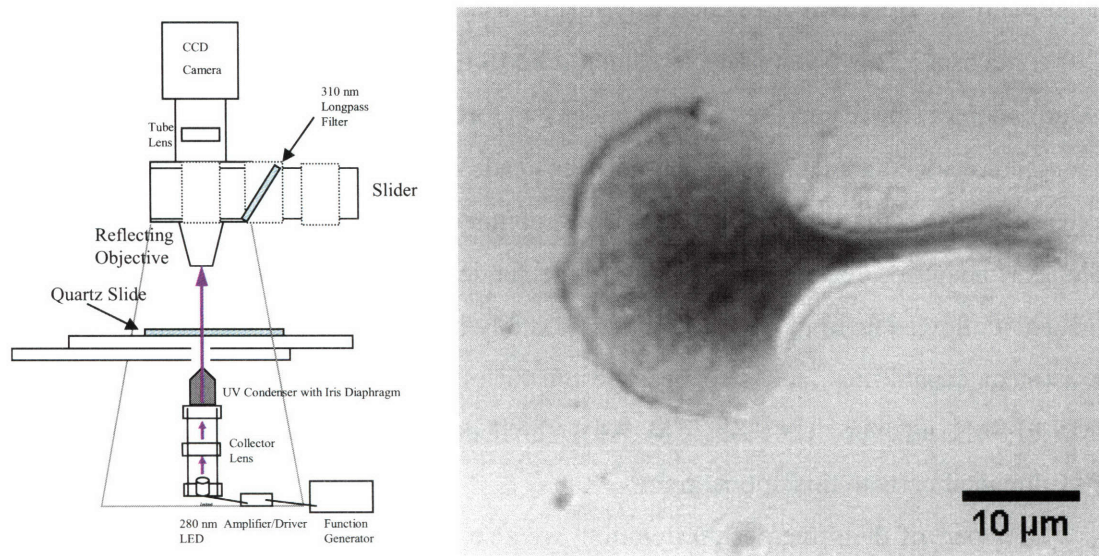 CCD
Camera
310 nm
Longpass
Filter
Tube
Lens
Slider
Reflecting
Objective
Quartz Slide
UV Condenser with Iris Diaphragm
Collector
Lens
280 nm
LED
Amplifier/Driver
Function
Generator
10 µm